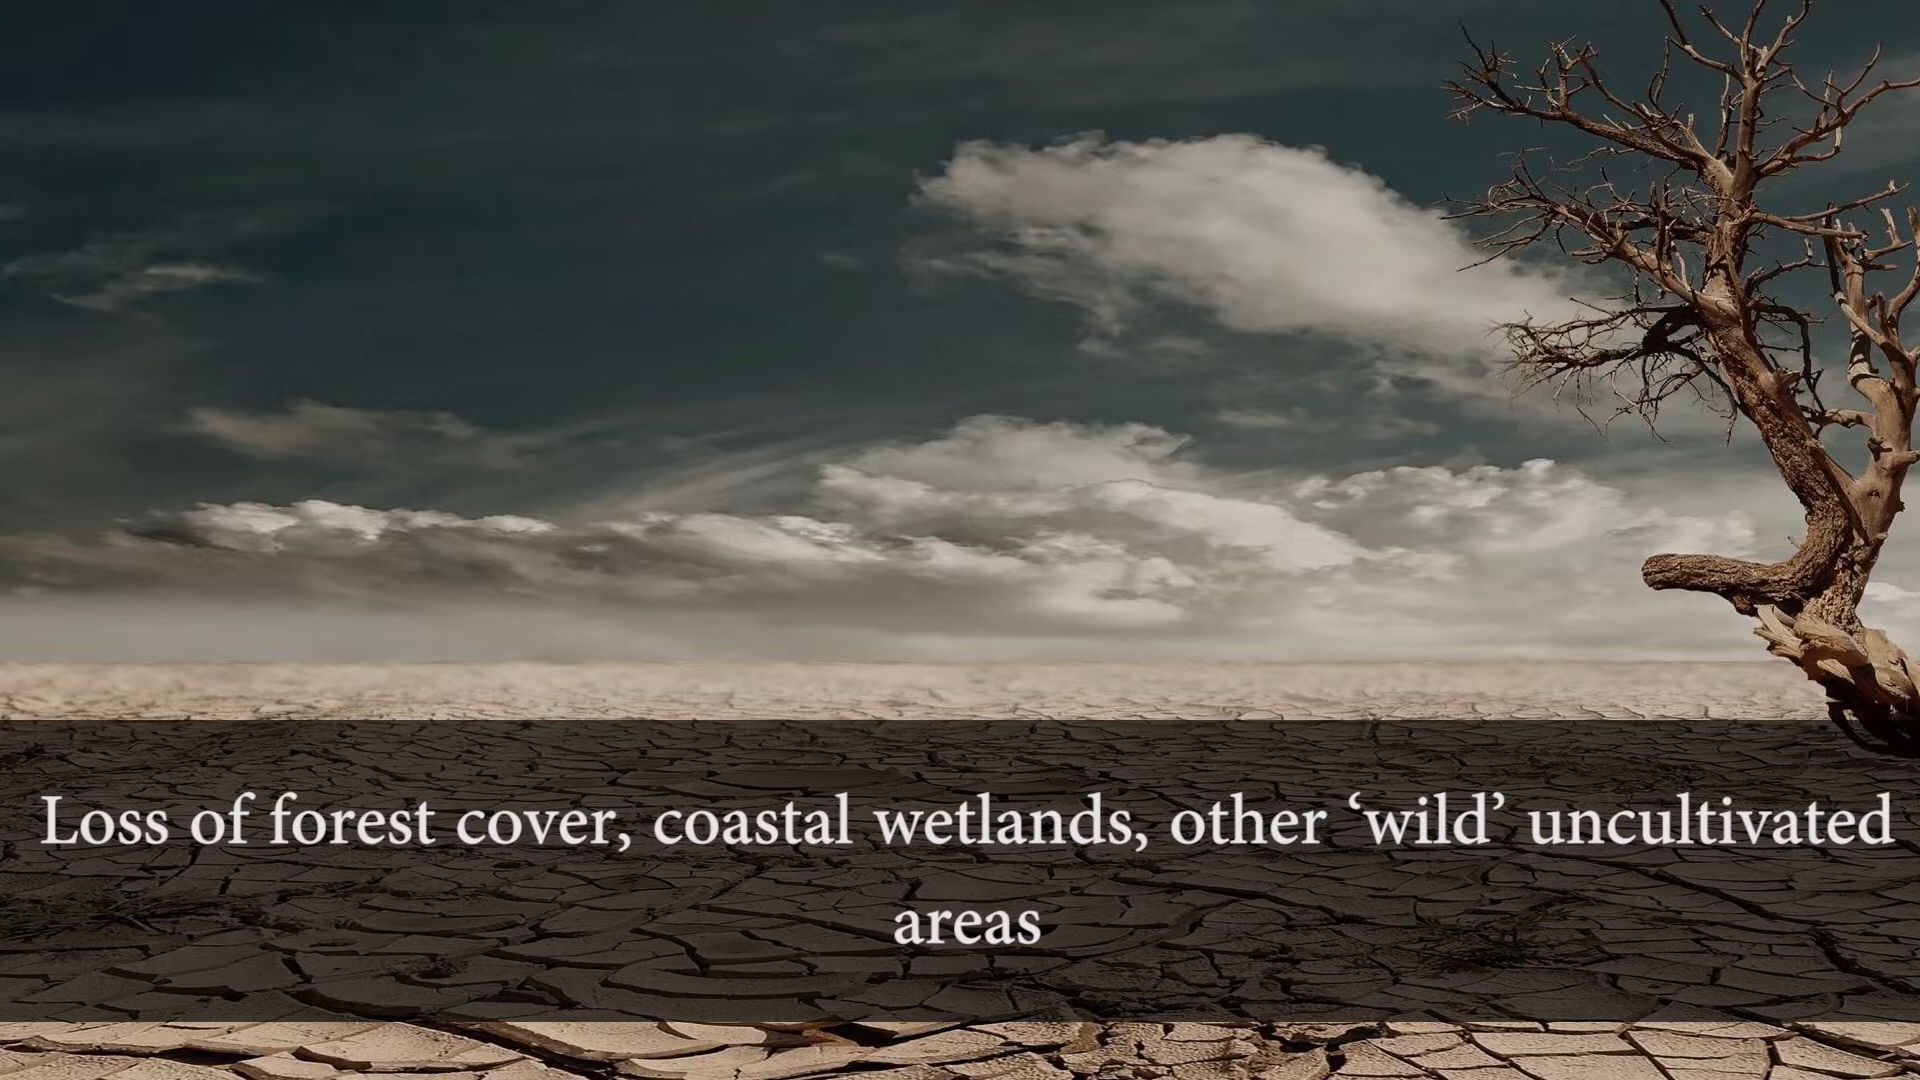 Loss of forest cover, coastal wetlands, other ‘wild’ uncultivated
areas